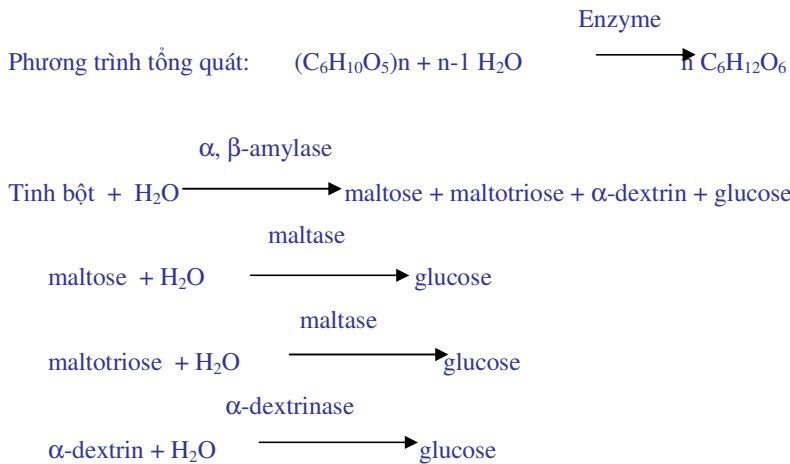 Enzyme
Phương trình tổng quát: (C₆H₁₀O₅)n + n-1 H₂O n C₆H₁₂O₆
α, β-amylase
Tinh bột + H₂O maltose + maltotriose + α-dextrin + glucose
maltase
maltose + H₂O glucose
maltase
maltotriose + H₂O glucose
α-dextrinase
α-dextrin + H₂O glucose